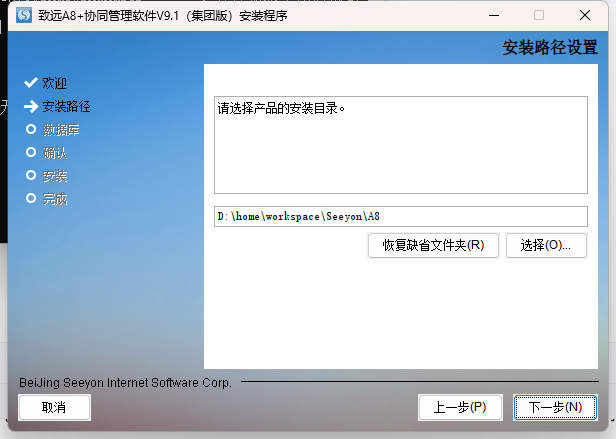 致远A8+协同管理软件V9.1（集团版）安装程序
安装路径设置
欢迎
安装路径
数据库
确认
安装
完成
请选择产品的安装目录。
D:\home\workspace\Seeyon\A8
恢复缺省文件夹(R)
选择(O)...
BeiJing Seeyon Internet Software Corp.
取消
上一步(P)
下一步(N)